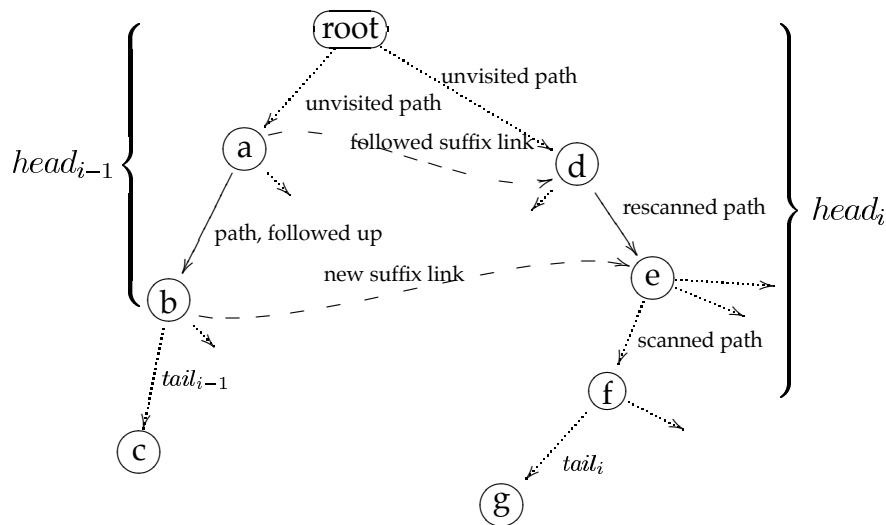 root
unvisited path
unvisited path
a
followed suffix link
d
head_{i−1}
rescanned path
head_i
path, followed up
new suffix link
e
b
scanned path
tail_{i−1}
f
c
tail_i
g